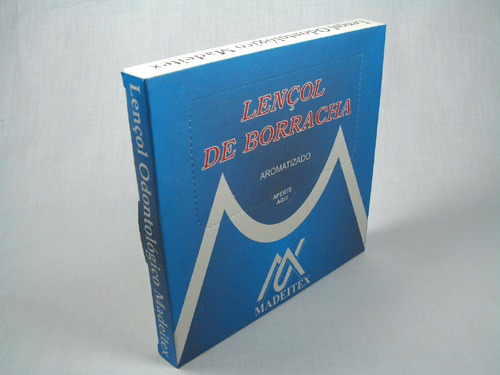 Lençol Odontológico Madeitex
LENÇOL
DE BORRACHA
AROMATIZADO
APERTE
AQUI
MADEITEX
Lençol Odontológico Madeitex